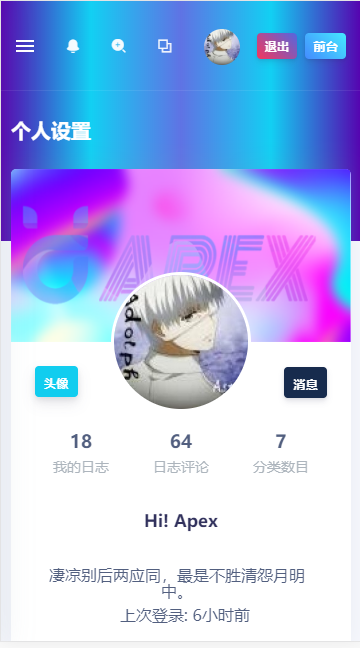 退出 前台
个人设置
APEX
Adolph
头像 消息
18 64 7
我的日志 日志评论 分类数目
Hi! Apex
凄凉别后两应同，最是不胜清怨月明
中。
上次登录: 6小时前